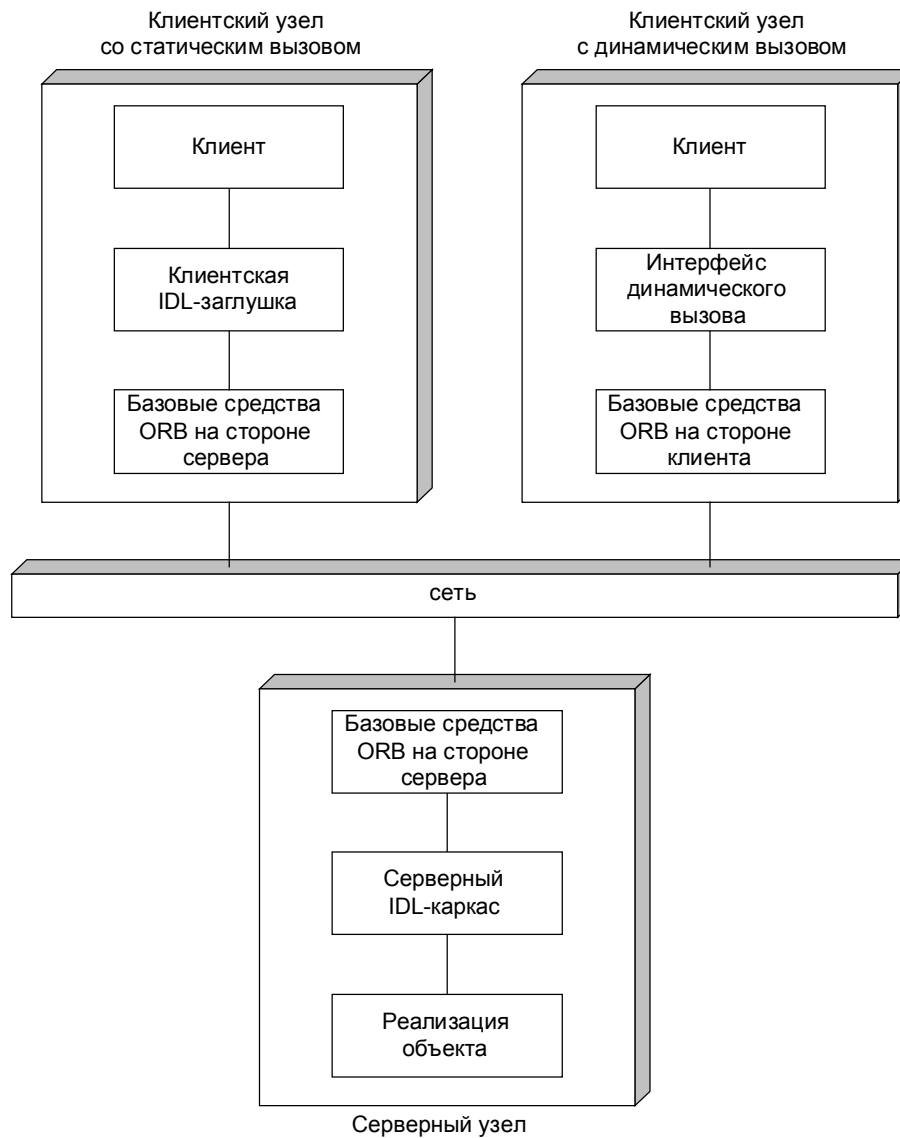 Клиентский узел
со статическим вызовом
Клиент
Клиентская
IDL-заглушка
Базовые средства
ORB на стороне
сервера
Клиентский узел
с динамическим вызовом
Клиент
Интерфейс
динамического
вызова
Базовые средства
ORB на стороне
клиента
сеть
Базовые средства
ORB на стороне
сервера
Серверный
IDL-каркас
Реализация
объекта
Серверный узел